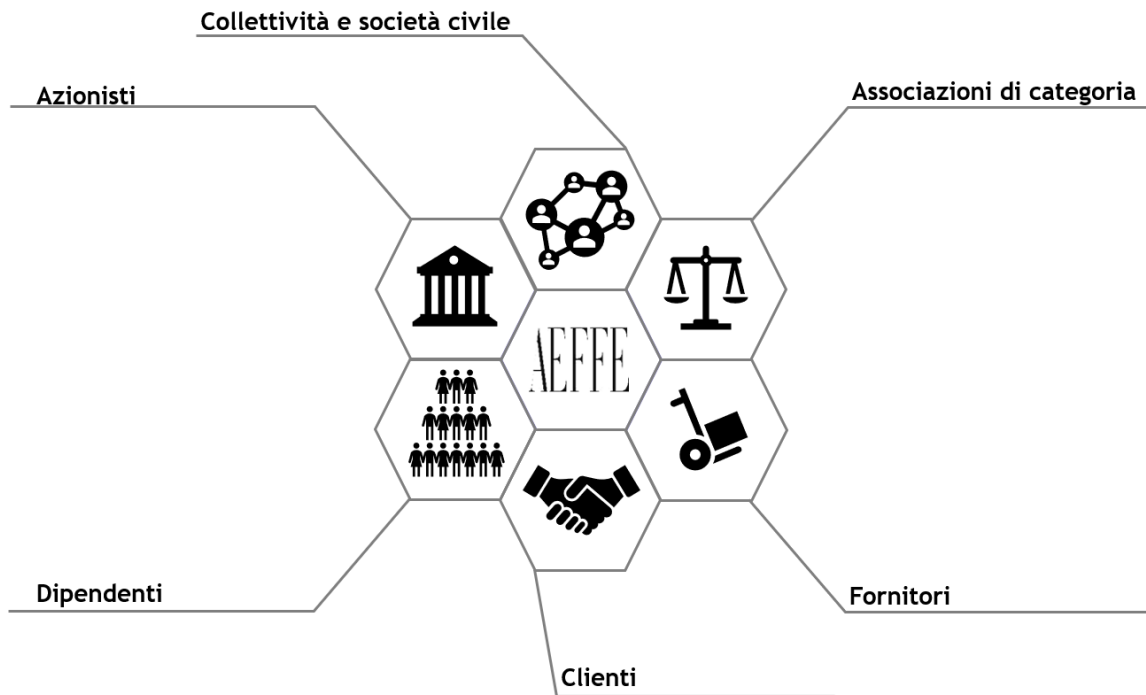 Collettività e società civile
Azionisti
Associazioni di categoria
AEFFE
Dipendenti
Fornitori
Clienti